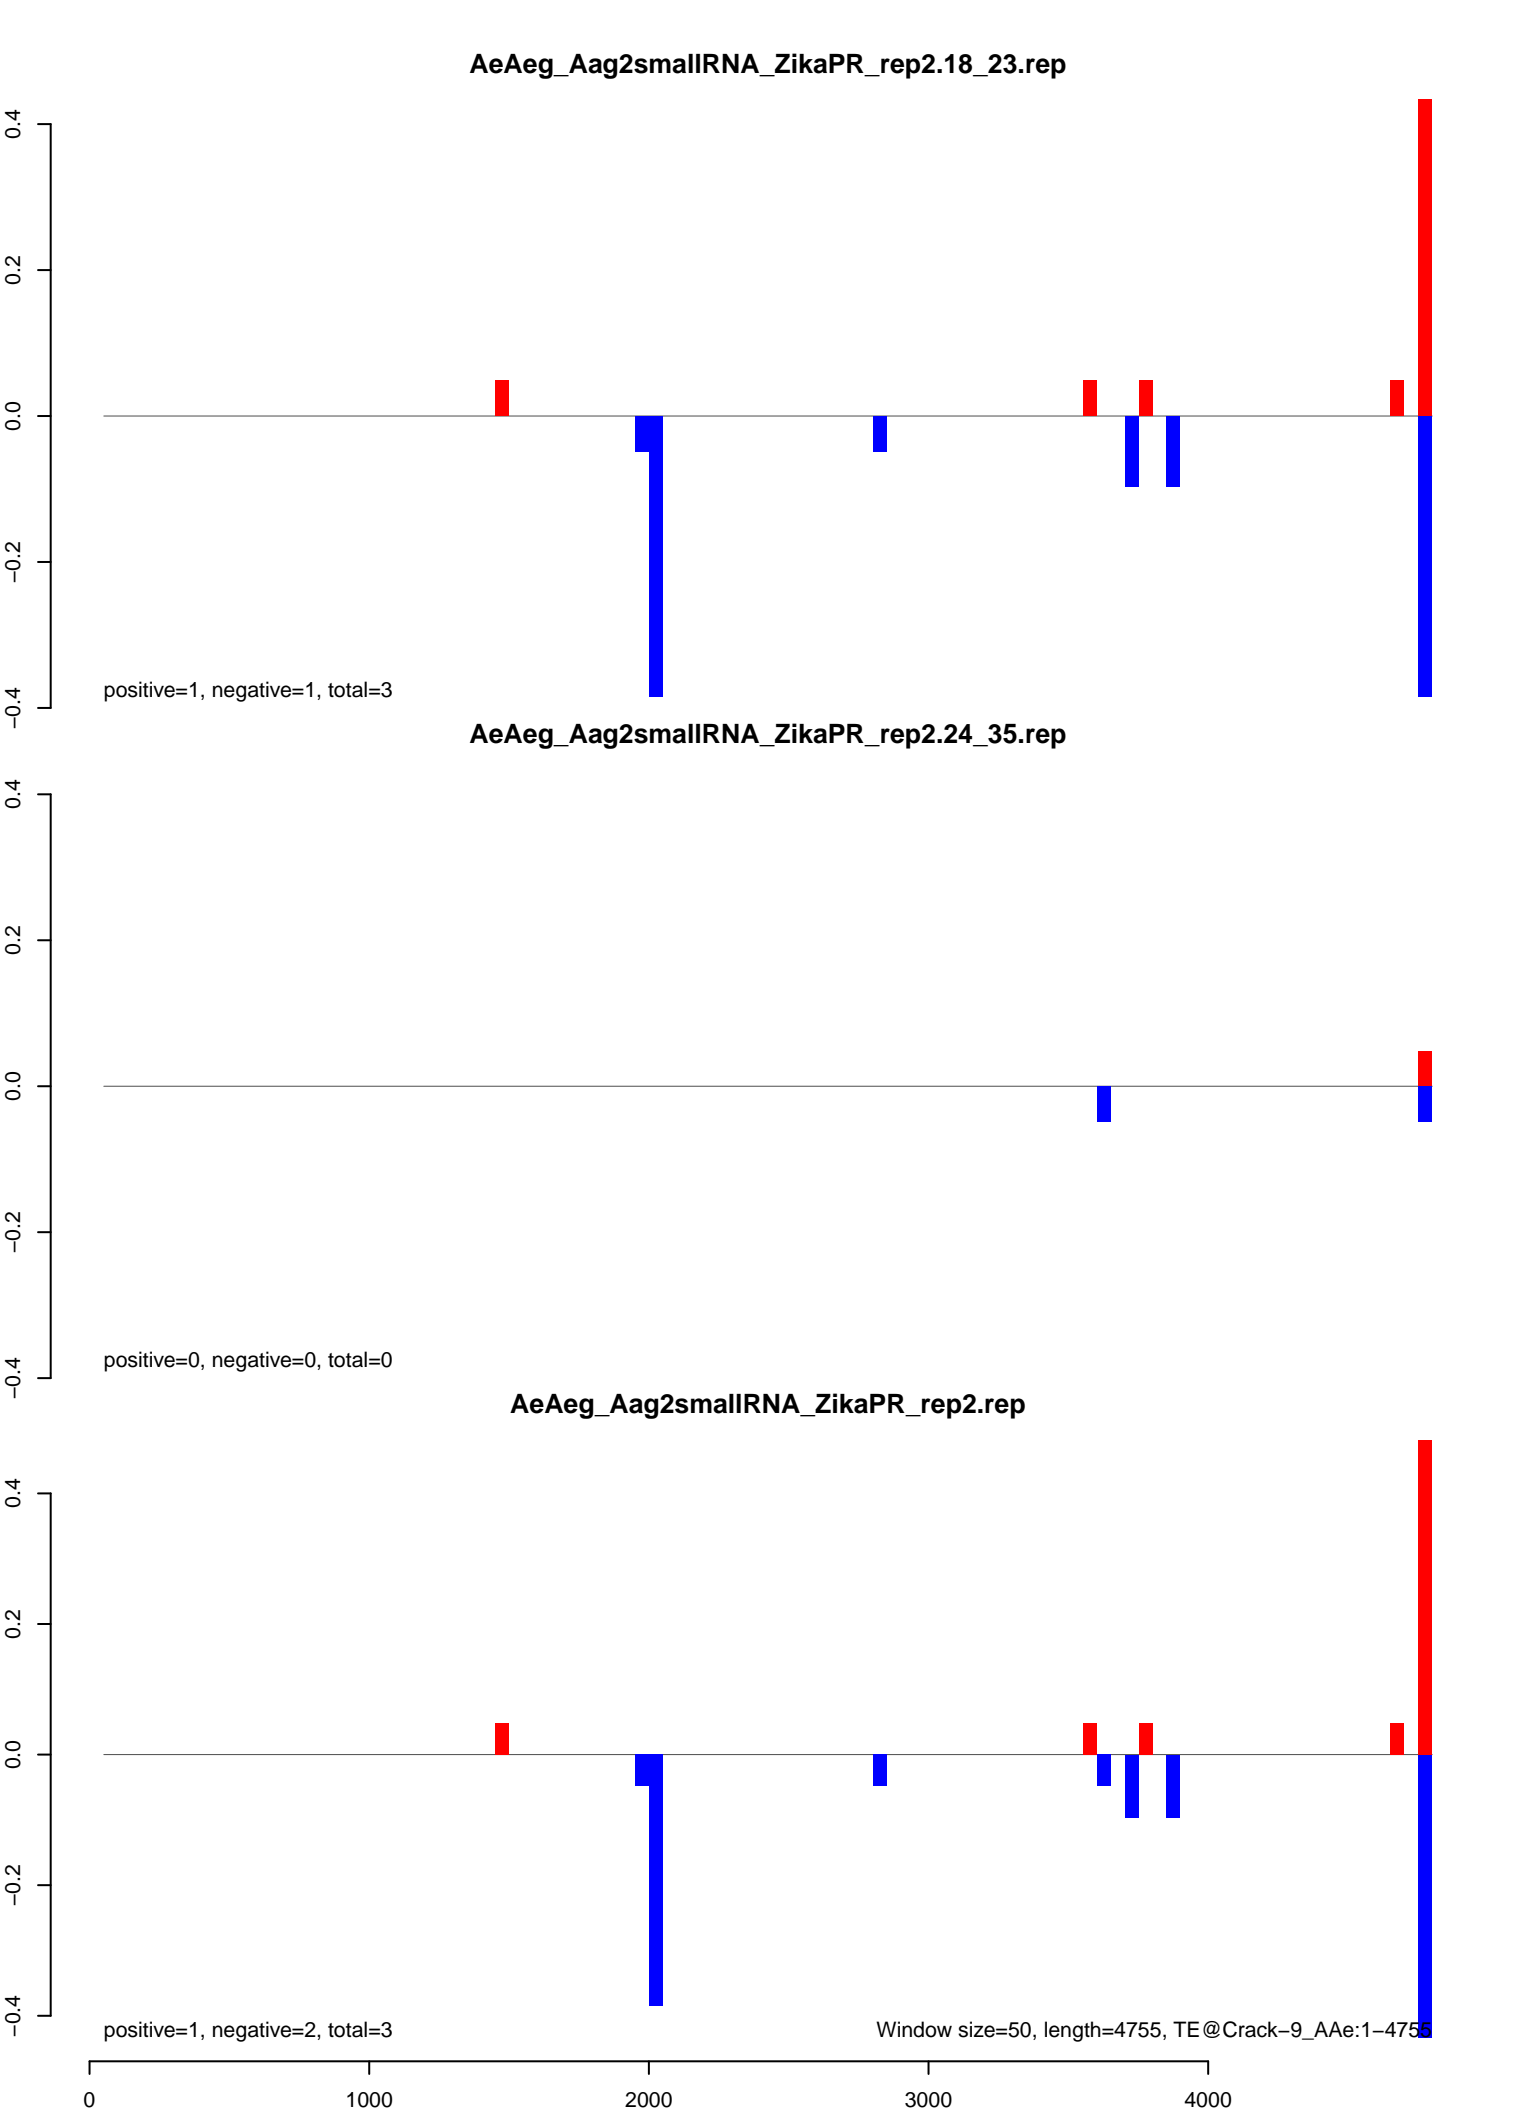 AeAeg_Aag2smallRNA_ZikaPR_rep2.18_23.rep
0.4
0.2
0.0
−0.2
−0.4
positive=1, negative=1, total=3
AeAeg_Aag2smallRNA_ZikaPR_rep2.24_35.rep
0.4
0.2
0.0
−0.2
−0.4
positive=0, negative=0, total=0
AeAeg_Aag2smallRNA_ZikaPR_rep2.rep
0.4
0.2
0.0
−0.2
−0.4
positive=1, negative=2, total=3
Window size=50, length=4755, TE@Crack−9_AAe:1−4755
0 1000 2000 3000 4000